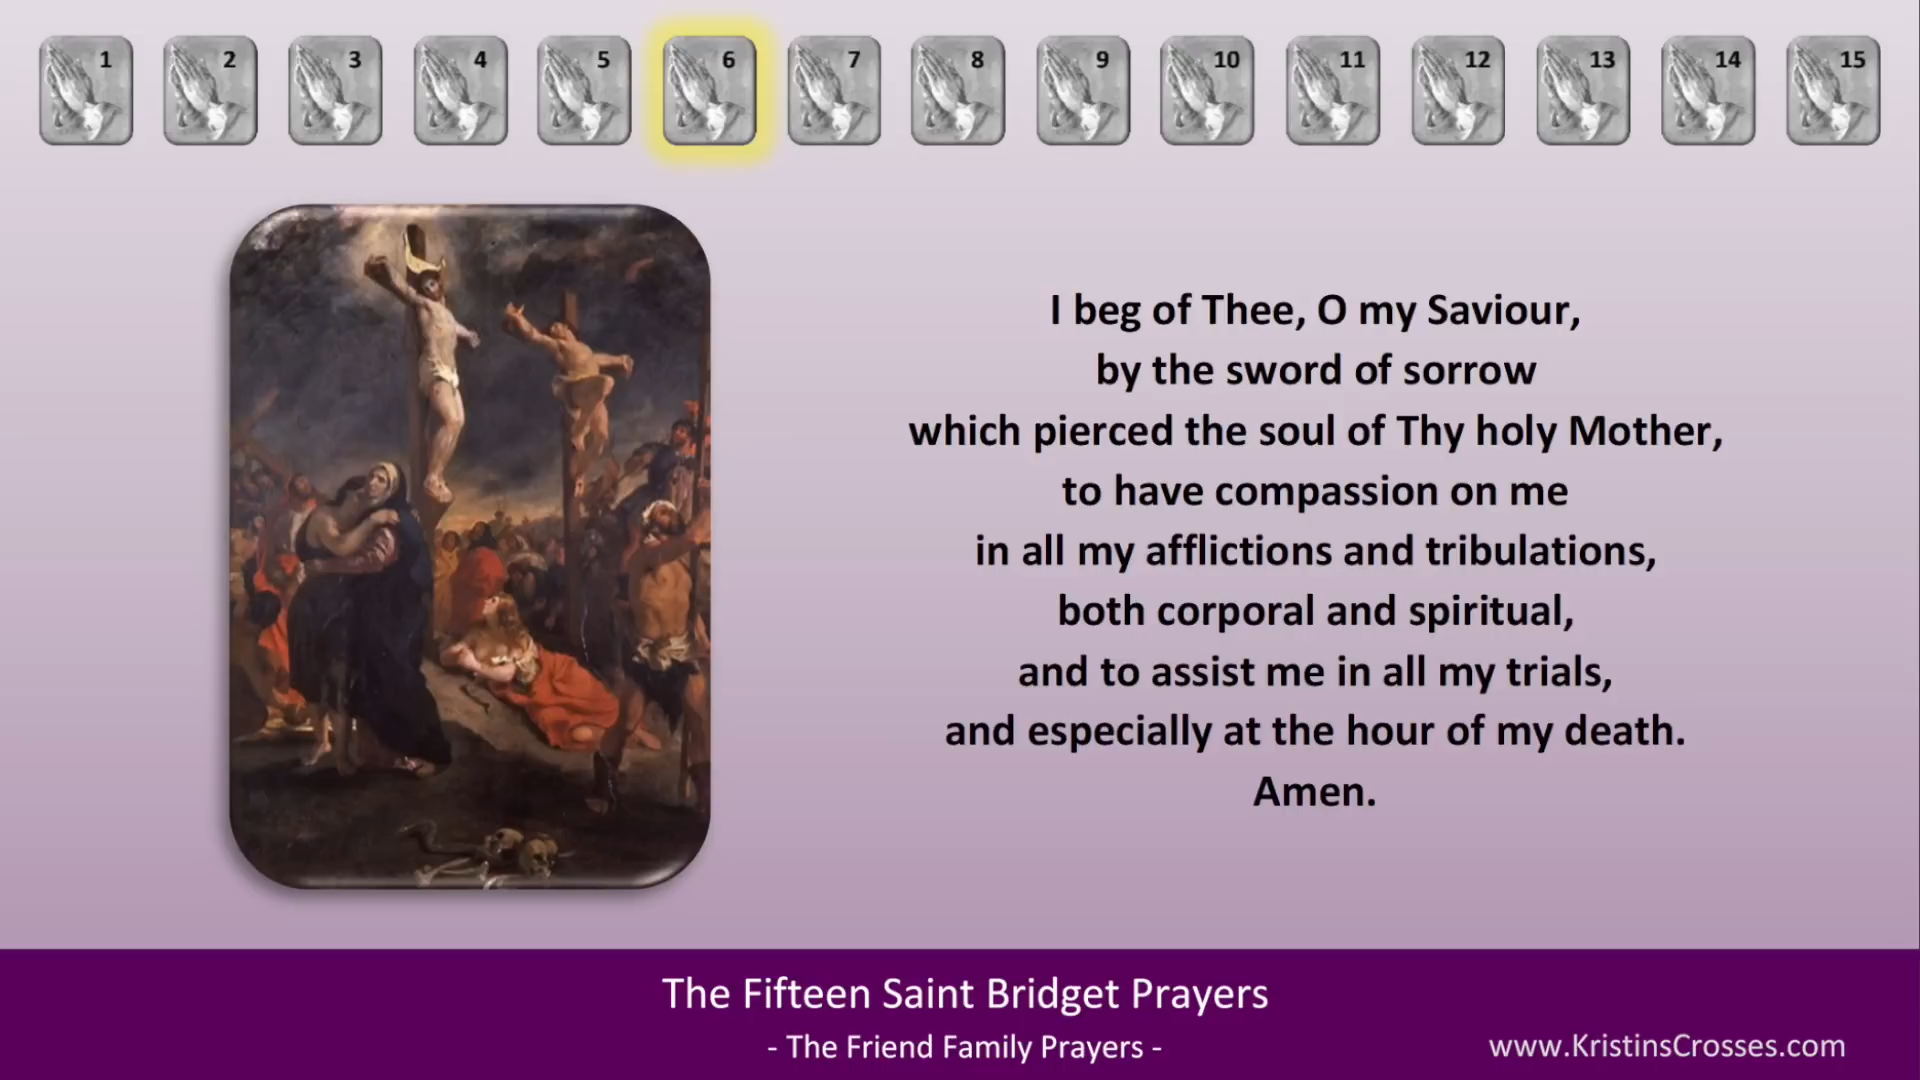 1 2 3 4 5 6 7 8 9 10 11 12 13 14 15
I beg of Thee, O my Saviour,
by the sword of sorrow
which pierced the soul of Thy holy Mother,
to have compassion on me
in all my afflictions and tribulations,
both corporal and spiritual,
and to assist me in all my trials,
and especially at the hour of my death.
Amen.
The Fifteen Saint Bridget Prayers
- The Friend Family Prayers -
www.KristinsCrosses.com